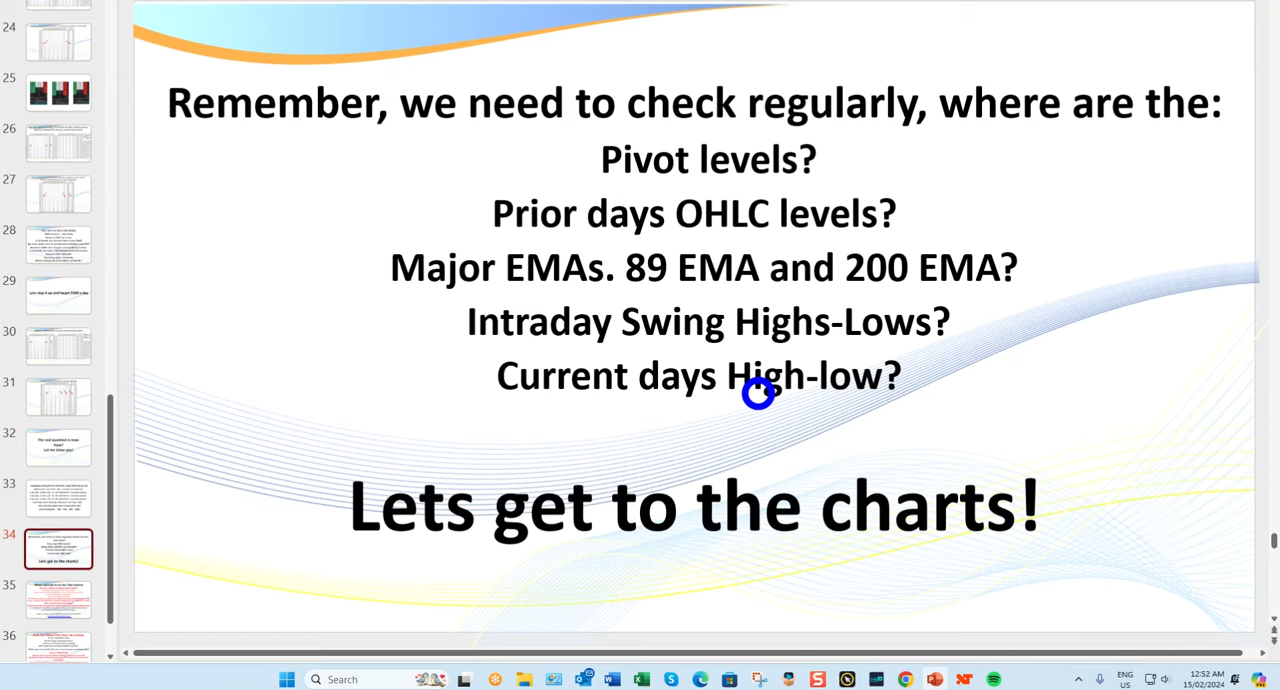 24
25
26
27
28
29
30
31
32
33
34
35
36
Remember, we need to check regularly, where are the:
Pivot levels?
Prior days OHLC levels?
Major EMAs. 89 EMA and 200 EMA?
Intraday Swing Highs-Lows?
Current days High-low?
Lets get to the charts!
Search
ENG
US
12:52 AM
15/02/2024